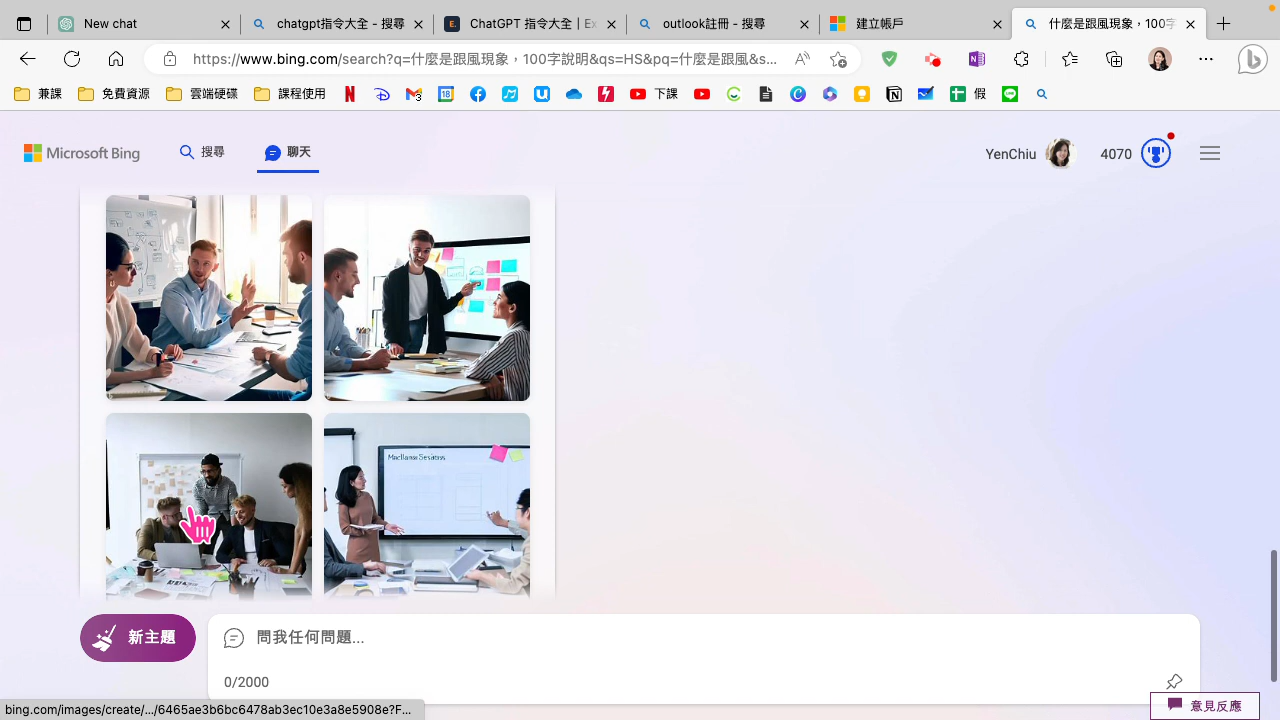 New chat
chatgpt指令大全 - 搜尋
ChatGPT 指令大全 | Ex
outlook註冊 - 搜尋
建立帳戶
什麼是跟風現象，100字
https://www.bing.com/search?q=什麼是跟風現象，100字說明&qs=HS&pq=什麼是跟風&s...
兼課
免費資源
雲端硬碟
課程使用
下課
假
Microsoft Bing
搜尋
聊天
YenChiu
4070
新主題
問我任何問題...
0/2000
bing.com/images/create/.../6465ae3b6bc6478ab3ec10e3a8e5908e?F...
意見反應